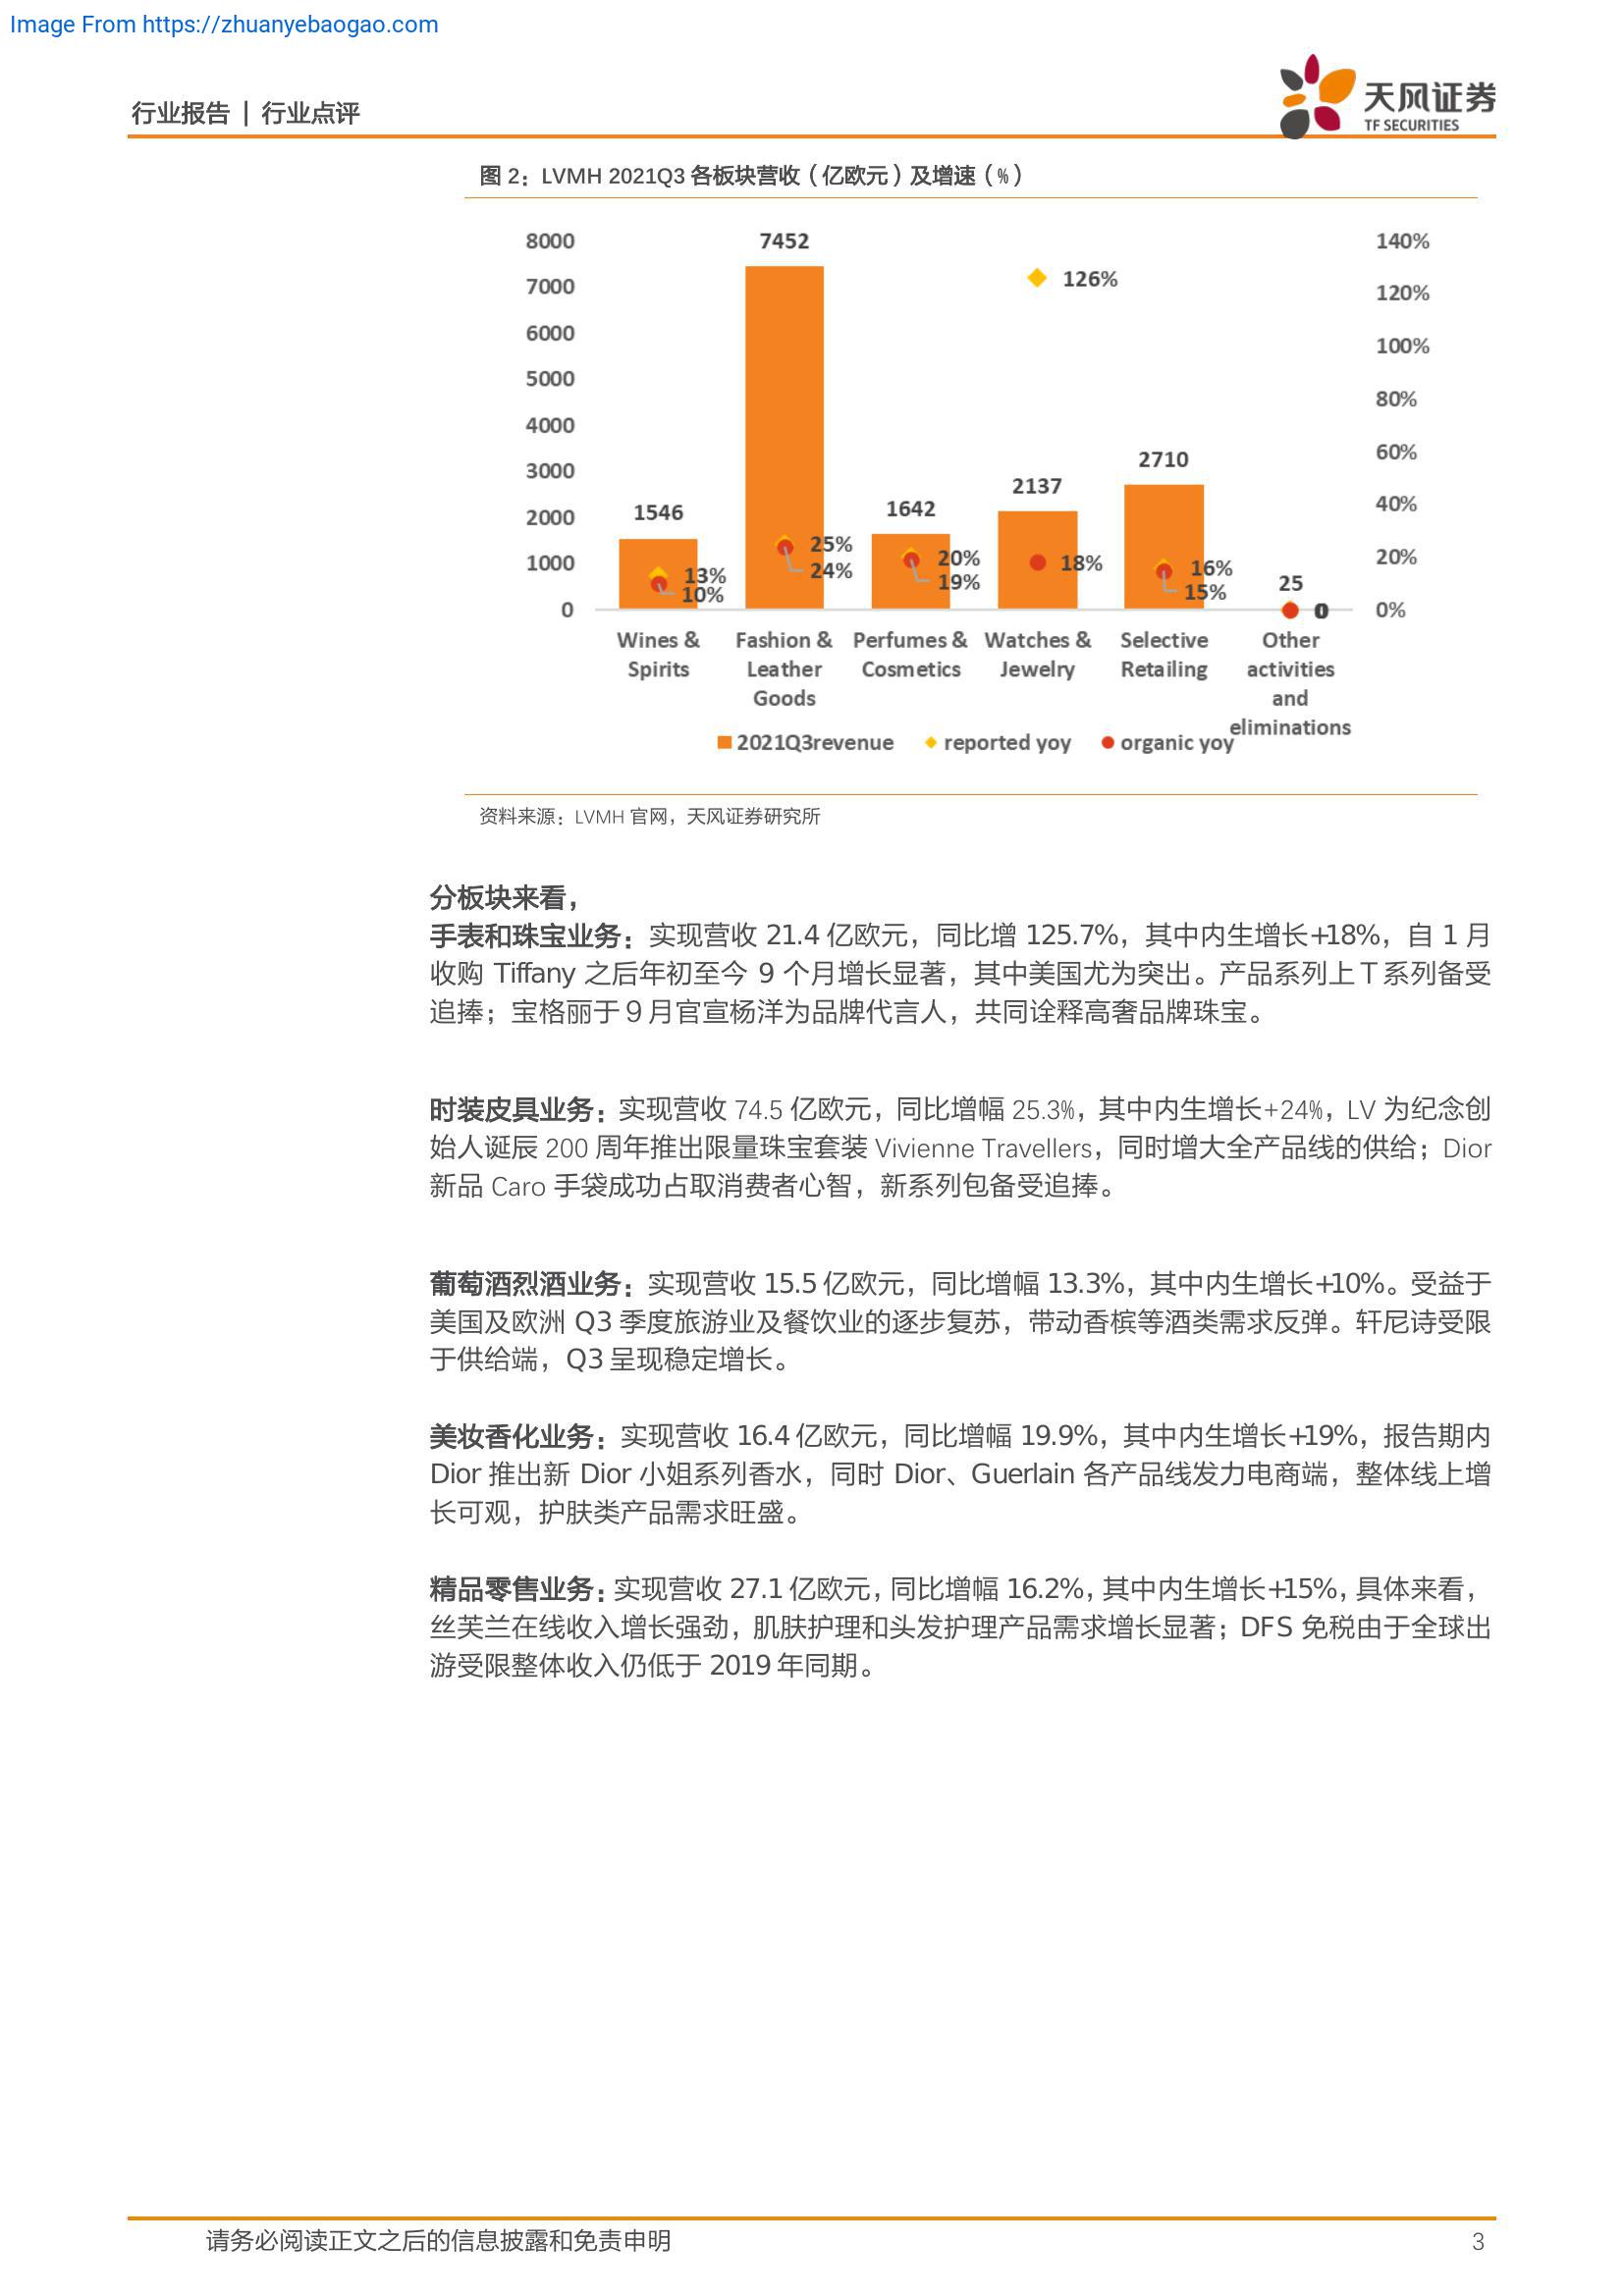 Image From https://zhuanyebaogao.com
行业报告 | 行业点评
天风证券
TF SECURITIES
图 2：LVMH 2021Q3 各板块营收（亿欧元）及增速（%）
8000
7000
6000
5000
4000
3000
2000
1000
0
140%
120%
100%
80%
60%
40%
20%
0%
1546
7452
1642
2137
2710
25
13%
10%
25%
24%
20%
19%
126%
18%
16%
15%
0
Wines & Spirits
Fashion & Leather Goods
Perfumes & Cosmetics
Watches & Jewelry
Selective Retailing
Other activities and eliminations
2021Q3revenue
reported yoy
organic yoy
资料来源：LVMH 官网，天风证券研究所
分板块来看，
手表和珠宝业务：实现营收 21.4 亿欧元，同比增 125.7%，其中内生增长+18%，自 1 月
收购 Tiffany 之后年初至今 9 个月增长显著，其中美国尤为突出。产品系列上 T 系列备受
追捧；宝格丽于 9 月官宣杨洋为品牌代言人，共同诠释高奢品牌珠宝。
时装皮具业务：实现营收 74.5 亿欧元，同比增幅 25.3%，其中内生增长+24%，LV 为纪念创
始人诞辰 200 周年推出限量珠宝套装 Vivienne Travellers，同时增大全产品线的供给；Dior
新品 Caro 手袋成功占取消费者心智，新系列包备受追捧。
葡萄酒烈酒业务：实现营收 15.5 亿欧元，同比增幅 13.3%，其中内生增长+10%。受益于
美国及欧洲 Q3 季度旅游业及餐饮业的逐步复苏，带动香槟等酒类需求反弹。轩尼诗受限
于供给端，Q3 呈现稳定增长。
美妆香化业务：实现营收 16.4 亿欧元，同比增幅 19.9%，其中内生增长+19%，报告期内
Dior 推出新 Dior 小姐系列香水，同时 Dior、Guerlain 各产品线发力电商端，整体线上增
长可观，护肤类产品需求旺盛。
精品零售业务：实现营收 27.1 亿欧元，同比增幅 16.2%，其中内生增长+15%，具体来看，
丝芙兰在线收入增长强劲，肌肤护理和头发护理产品需求增长显著；DFS 免税由于全球出
游受限整体收入仍低于 2019 年同期。
请务必阅读正文之后的信息披露和免责申明
3